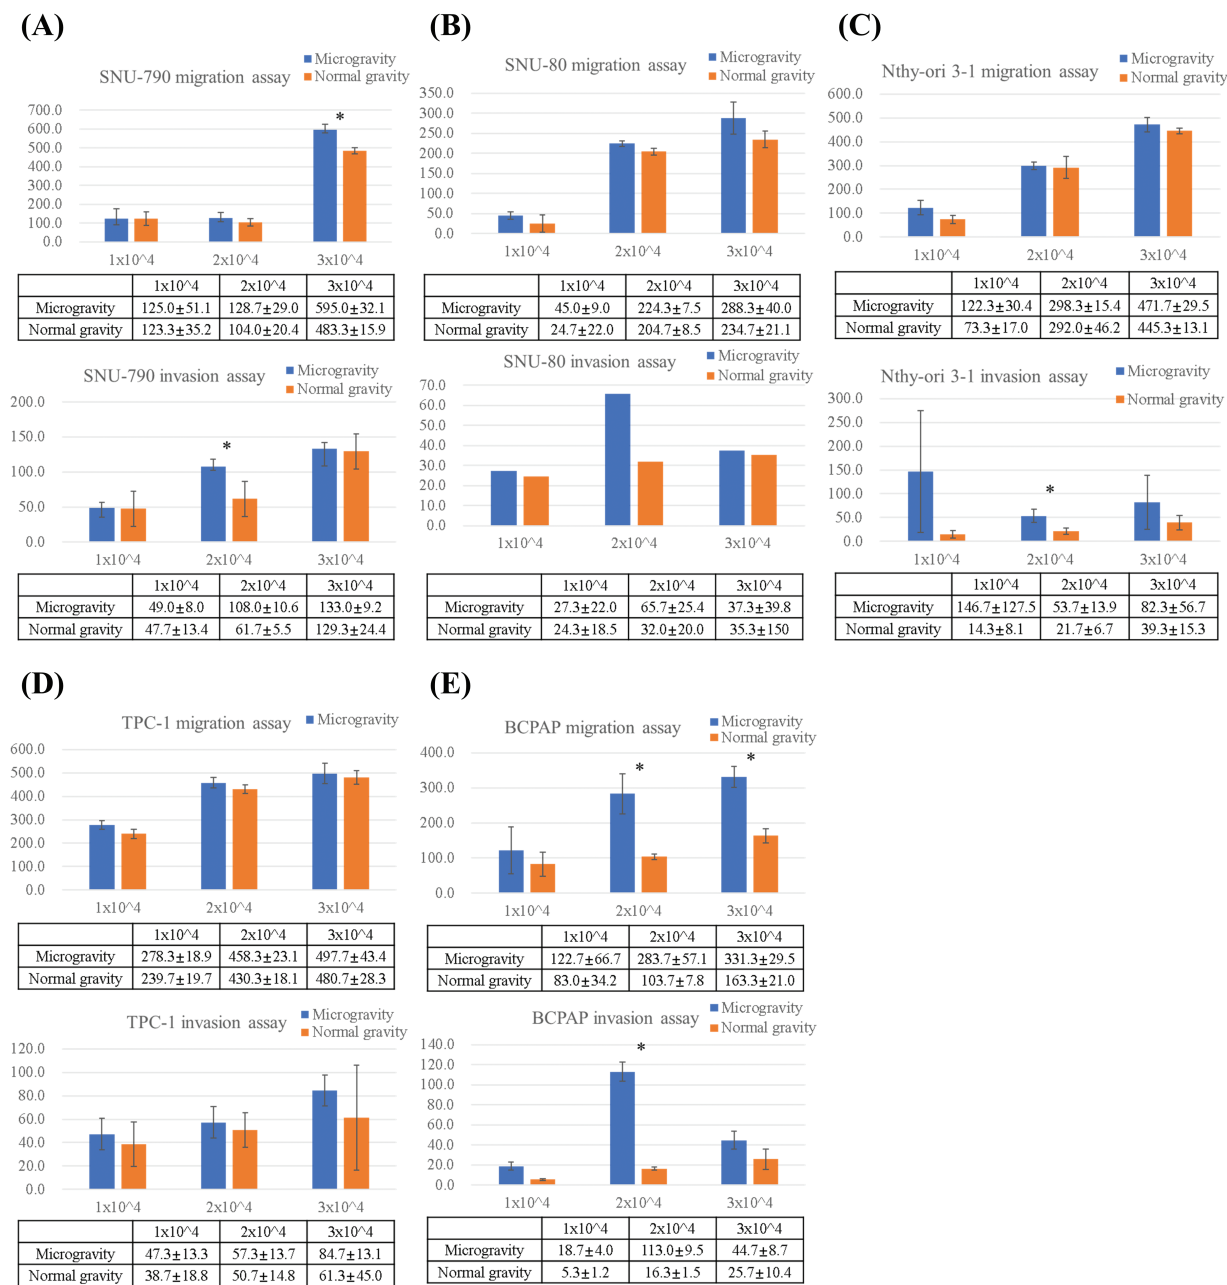 (A)
SNU-790 migration assay
Microgravity
Normal gravity
700.0
600.0
500.0
400.0
300.0
200.0
100.0
0.0
*
1x10^4 2x10^4 3x10^4
1x10^4 2x10^4 3x10^4
Microgravity 125.0±51.1 128.7±29.0 595.0±32.1
Normal gravity 123.3±35.2 104.0±20.4 483.3±15.9
SNU-790 invasion assay
Microgravity
Normal gravity
200.0
150.0
100.0
50.0
0.0
*
1x10^4 2x10^4 3x10^4
1x10^4 2x10^4 3x10^4
Microgravity 49.0±8.0 108.0±10.6 133.0±9.2
Normal gravity 47.7±13.4 61.7±5.5 129.3±24.4
(B)
SNU-80 migration assay
Microgravity
Normal gravity
350.0
300.0
250.0
200.0
150.0
100.0
50.0
0.0
1x10^4 2x10^4 3x10^4
1x10^4 2x10^4 3x10^4
Microgravity 45.0±9.0 224.3±7.5 288.3±40.0
Normal gravity 24.7±22.0 204.7±8.5 234.7±21.1
SNU-80 invasion assay
Microgravity
Normal gravity
70.0
60.0
50.0
40.0
30.0
20.0
10.0
0.0
1x10^4 2x10^4 3x10^4
1x10^4 2x10^4 3x10^4
Microgravity 27.3±22.0 65.7±25.4 37.3±39.8
Normal gravity 24.3±18.5 32.0±20.0 35.3±150
(C)
Nthy-ori 3-1 migration assay
Microgravity
Normal gravity
600.0
500.0
400.0
300.0
200.0
100.0
0.0
1x10^4 2x10^4 3x10^4
1x10^4 2x10^4 3x10^4
Microgravity 122.3±30.4 298.3±15.4 471.7±29.5
Normal gravity 73.3±17.0 292.0±46.2 445.3±13.1
Nthy-ori 3-1 invasion assay
Microgravity
Normal gravity
300.0
250.0
200.0
150.0
100.0
50.0
0.0
*
1x10^4 2x10^4 3x10^4
1x10^4 2x10^4 3x10^4
Microgravity 146.7±127.5 53.7±13.9 82.3±56.7
Normal gravity 14.3±8.1 21.7±6.7 39.3±15.3
(D)
TPC-1 migration assay
Microgravity
600.0
500.0
400.0
300.0
200.0
100.0
0.0
1x10^4 2x10^4 3x10^4
1x10^4 2x10^4 3x10^4
Microgravity 278.3±18.9 458.3±23.1 497.7±43.4
Normal gravity 239.7±19.7 430.3±18.1 480.7±28.3
TPC-1 invasion assay
Microgravity
Normal gravity
120.0
100.0
80.0
60.0
40.0
20.0
0.0
1x10^4 2x10^4 3x10^4
1x10^4 2x10^4 3x10^4
Microgravity 47.3±13.3 57.3±13.7 84.7±13.1
Normal gravity 38.7±18.8 50.7±14.8 61.3±45.0
(E)
BCPAP migration assay
Microgravity
Normal gravity
400.0
300.0
200.0
100.0
0.0
* *
1x10^4 2x10^4 3x10^4
1x10^4 2x10^4 3x10^4
Microgravity 122.7±66.7 283.7±57.1 331.3±29.5
Normal gravity 83.0±34.2 103.7±7.8 163.3±21.0
BCPAP invasion assay
Microgravity
Normal gravity
140.0
120.0
100.0
80.0
60.0
40.0
20.0
0.0
*
1x10^4 2x10^4 3x10^4
1x10^4 2x10^4 3x10^4
Microgravity 18.7±4.0 113.0±9.5 44.7±8.7
Normal gravity 5.3±1.2 16.3±1.5 25.7±10.4